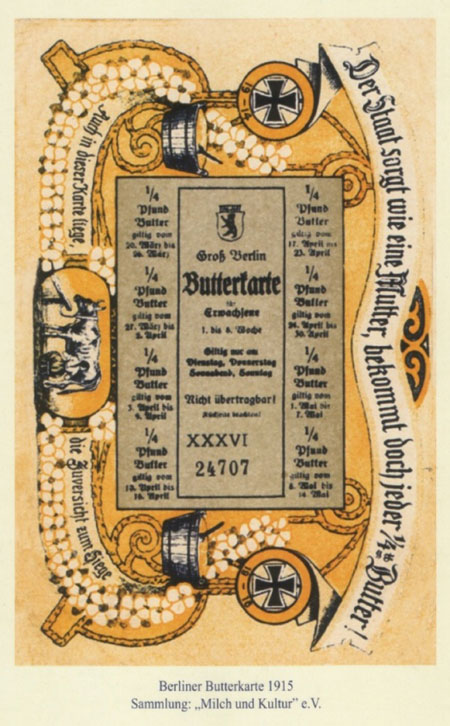 Der Staat sorgt wie eine Mutter, bekommt doch jeder 1/4 ℔ Butter!
Auch in dieser Karte liege,
die Zuversicht zum Siege.
1/4
Pfund
Butter
gültig vom
20. März bis
26. März
1/4
Pfund
Butter
gültig vom
27. März bis
2. April
1/4
Pfund
Butter
gültig vom
3. April bis
9. April
1/4
Pfund
Butter
gültig vom
April bis
16. April
Groß Berlin
Butterkarte
für
Erwachsene
1. bis 8. Woche
Gültig nur am
Dienstag, Donnerstag
Sonnabend, Sonntag
Nicht übertragbar!
Rückseite beachten!
XXXVI
24707
1/4
Pfund
Butter
gültig vom
17. April bis
23. April
1/4
Pfund
Butter
gültig vom
24. April bis
30. April
1/4
Pfund
Butter
gültig vom
1. Mai bis
7. Mai
1/4
Pfund
Butter
gültig vom
8. Mai bis
14. Mai
Berliner Butterkarte 1915
Sammlung: „Milch und Kultur” e.V.